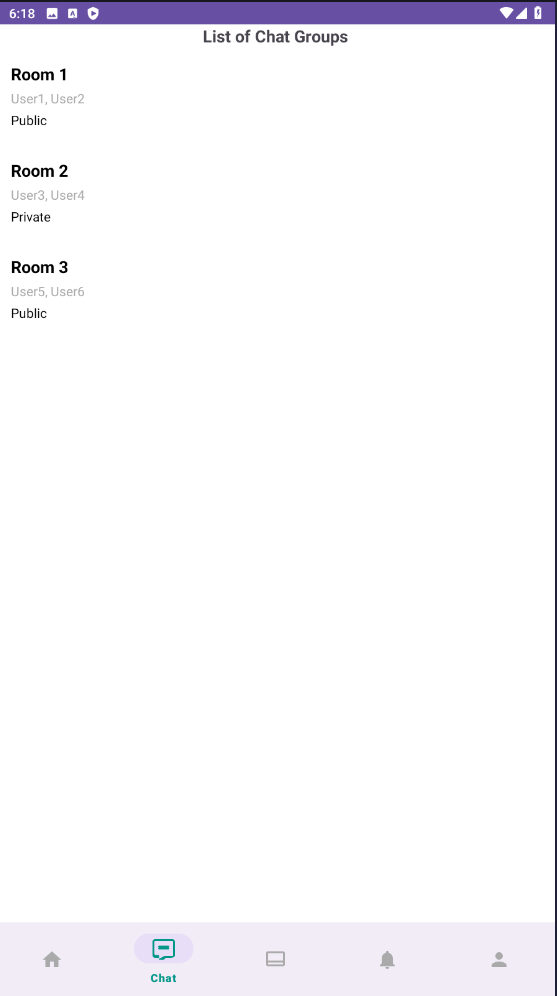 6:18
List of Chat Groups
Room 1
User1, User2
Public
Room 2
User3, User4
Private
Room 3
User5, User6
Public
Chat